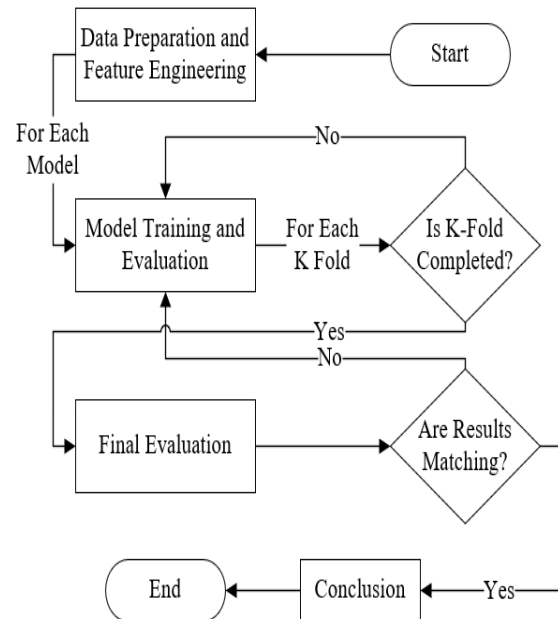 Data Preparation and
Feature Engineering
Start
For Each
Model
No
Model Training and
Evaluation
For Each
K Fold
Is K-Fold
Completed?
Yes
No
Final Evaluation
Are Results
Matching?
End
Conclusion
Yes